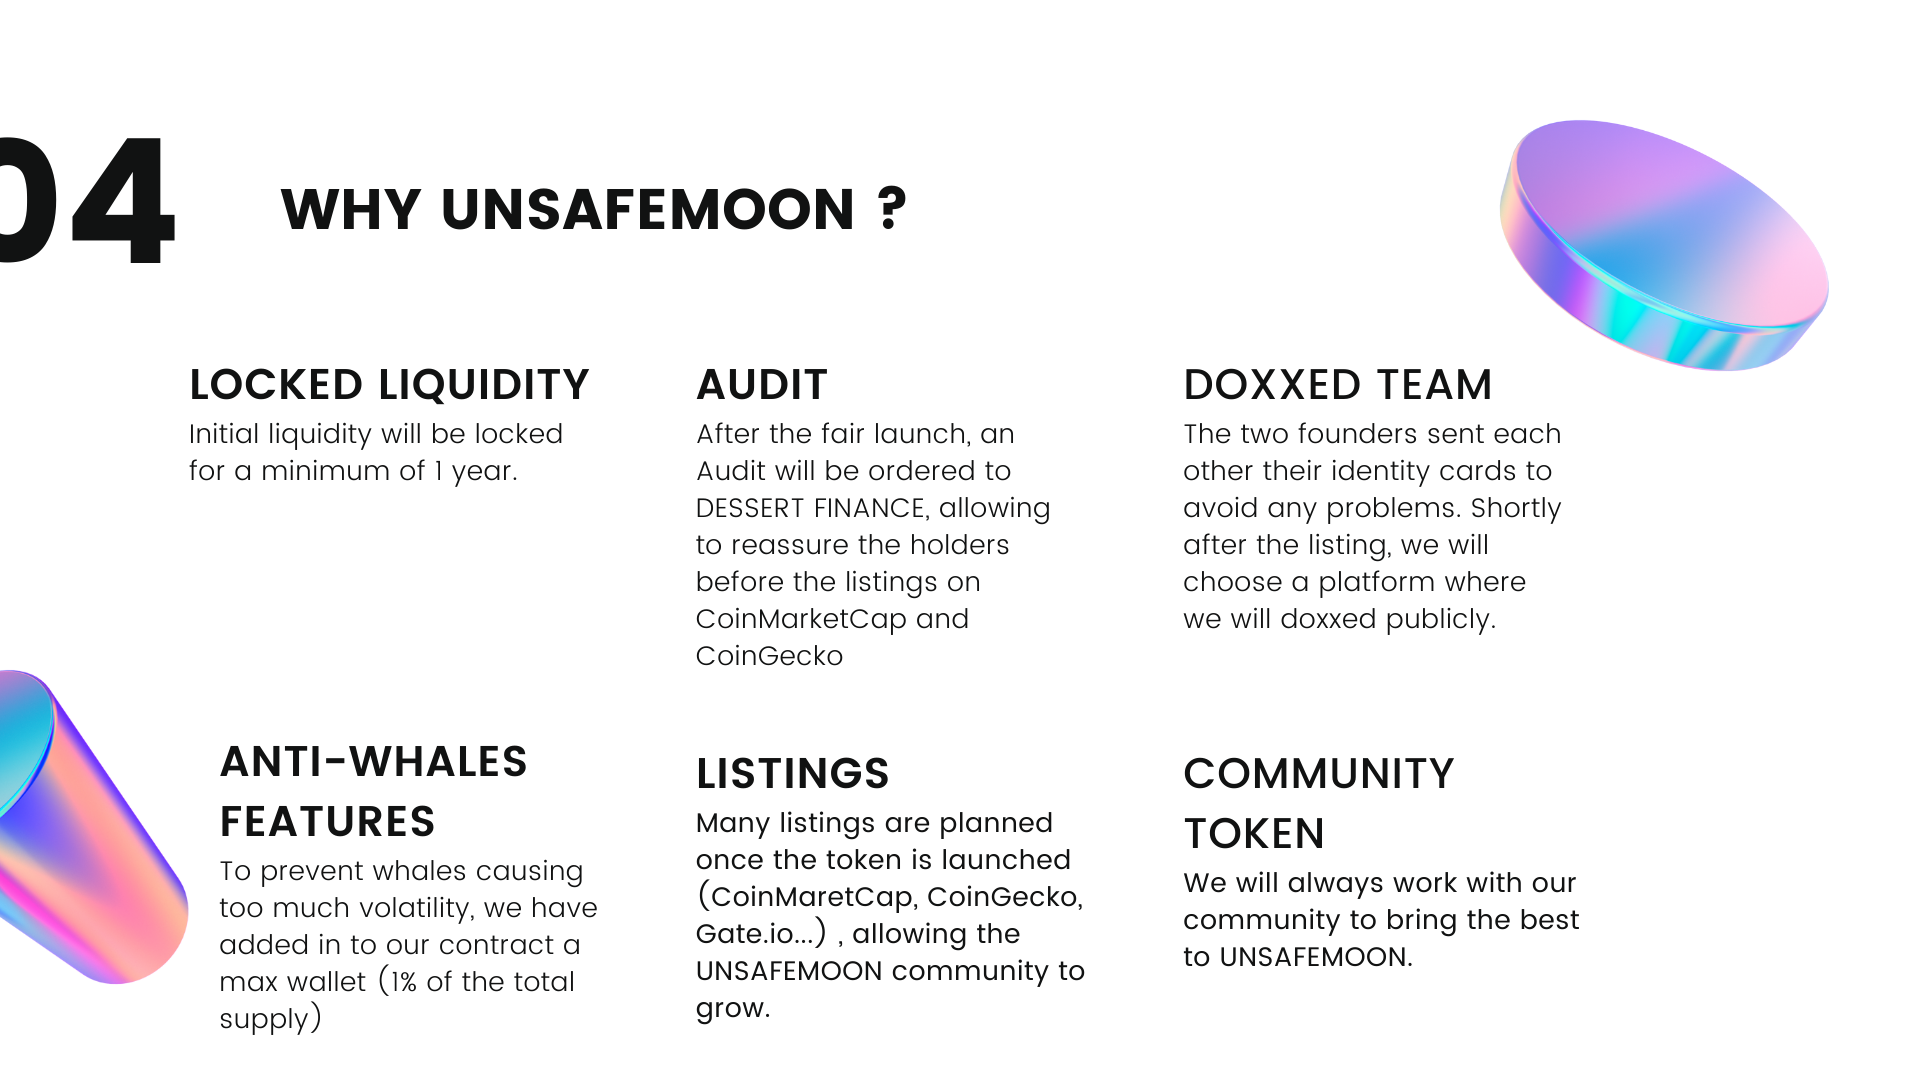 04
WHY UNSAFEMOON ?
LOCKED LIQUIDITY
Initial liquidity will be locked
for a minimum of 1 year.
AUDIT
After the fair launch, an
Audit will be ordered to
DESSERT FINANCE, allowing
to reassure the holders
before the listings on
CoinMarketCap and
CoinGecko
DOXXED TEAM
The two founders sent each
other their identity cards to
avoid any problems. Shortly
after the listing, we will
choose a platform where
we will doxxed publicly.
ANTI-WHALES
FEATURES
To prevent whales causing
too much volatility, we have
added in to our contract a
max wallet (1% of the total
supply)
LISTINGS
Many listings are planned
once the token is launched
(CoinMaretCap, CoinGecko,
Gate.io...) , allowing the
UNSAFEMOON community to
grow.
COMMUNITY
TOKEN
We will always work with our
community to bring the best
to UNSAFEMOON.